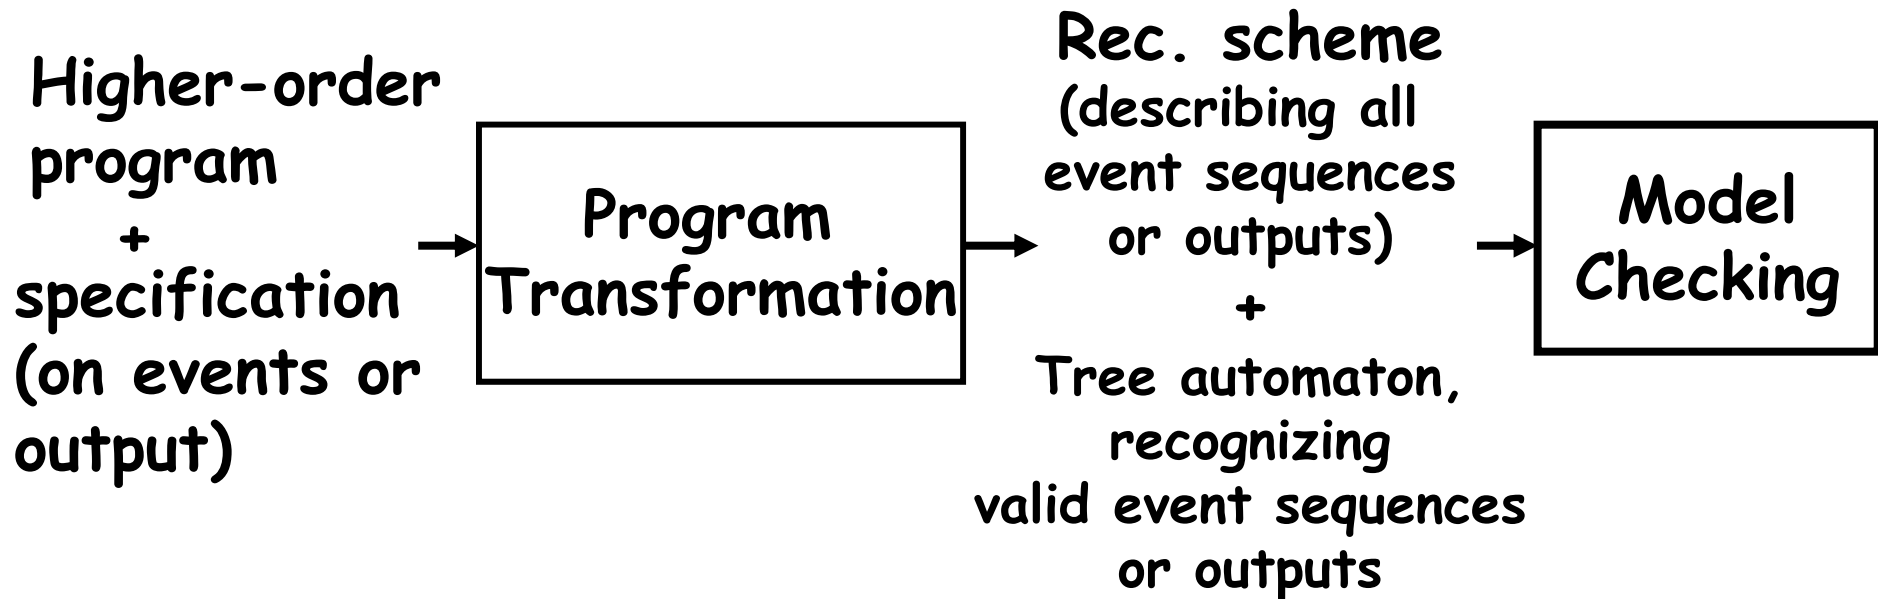 Higher-order
program
+
specification
(on events or
output)
Program
Transformation
Rec. scheme
(describing all
event sequences
or outputs)
+
Tree automaton,
recognizing
valid event sequences
or outputs
Model
Checking